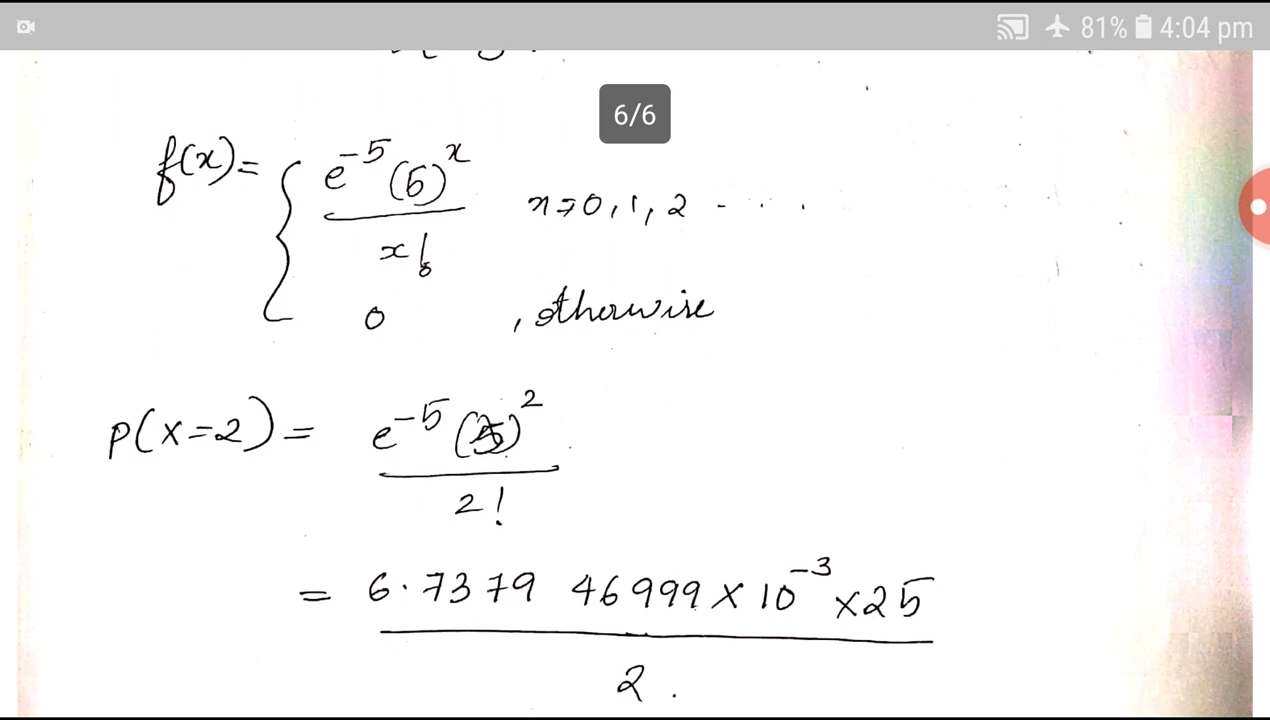 81% 4:04 pm
6/6
f(x)= { e^-5 (5)^x / x! x=0,1,2 - . . .
0 , otherwise
P(X=2) = e^-5 (5)^2 / 2!
= 6.7379 46999 × 10^-3 × 25 / 2.